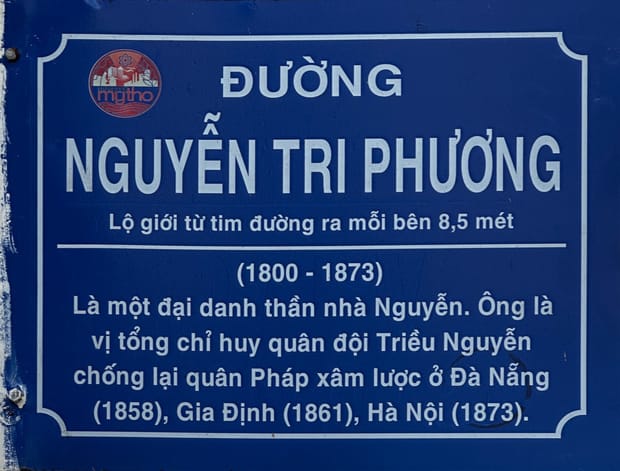 mỹtho
ĐƯỜNG
NGUYỄN TRI PHƯƠNG
Lộ giới từ tim đường ra mỗi bên 8,5 mét
(1800 - 1873)
Là một đại danh thần nhà Nguyễn. Ông là
vị tổng chỉ huy quân đội Triều Nguyễn
chống lại quân Pháp xâm lược ở Đà Nẵng
(1858), Gia Định (1861), Hà Nội (1873).